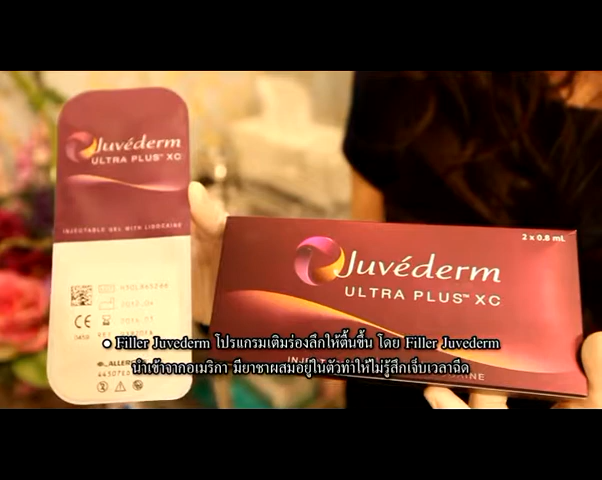 Juvéderm
ULTRA PLUS™ XC
INJECTABLE GEL WITH LIDOCAINE
2 x 0.8 mL
Juvéderm
ULTRA PLUS™ XC
CE
● Filler Juvederm โปรแกรมเติมร่องลึกให้ตื้นขึ้น โดย Filler Juvederm
นำเข้าจากอเมริกา มียาชาผสมอยู่ในตัวทำให้ไม่รู้สึกเจ็บเวลาฉีด